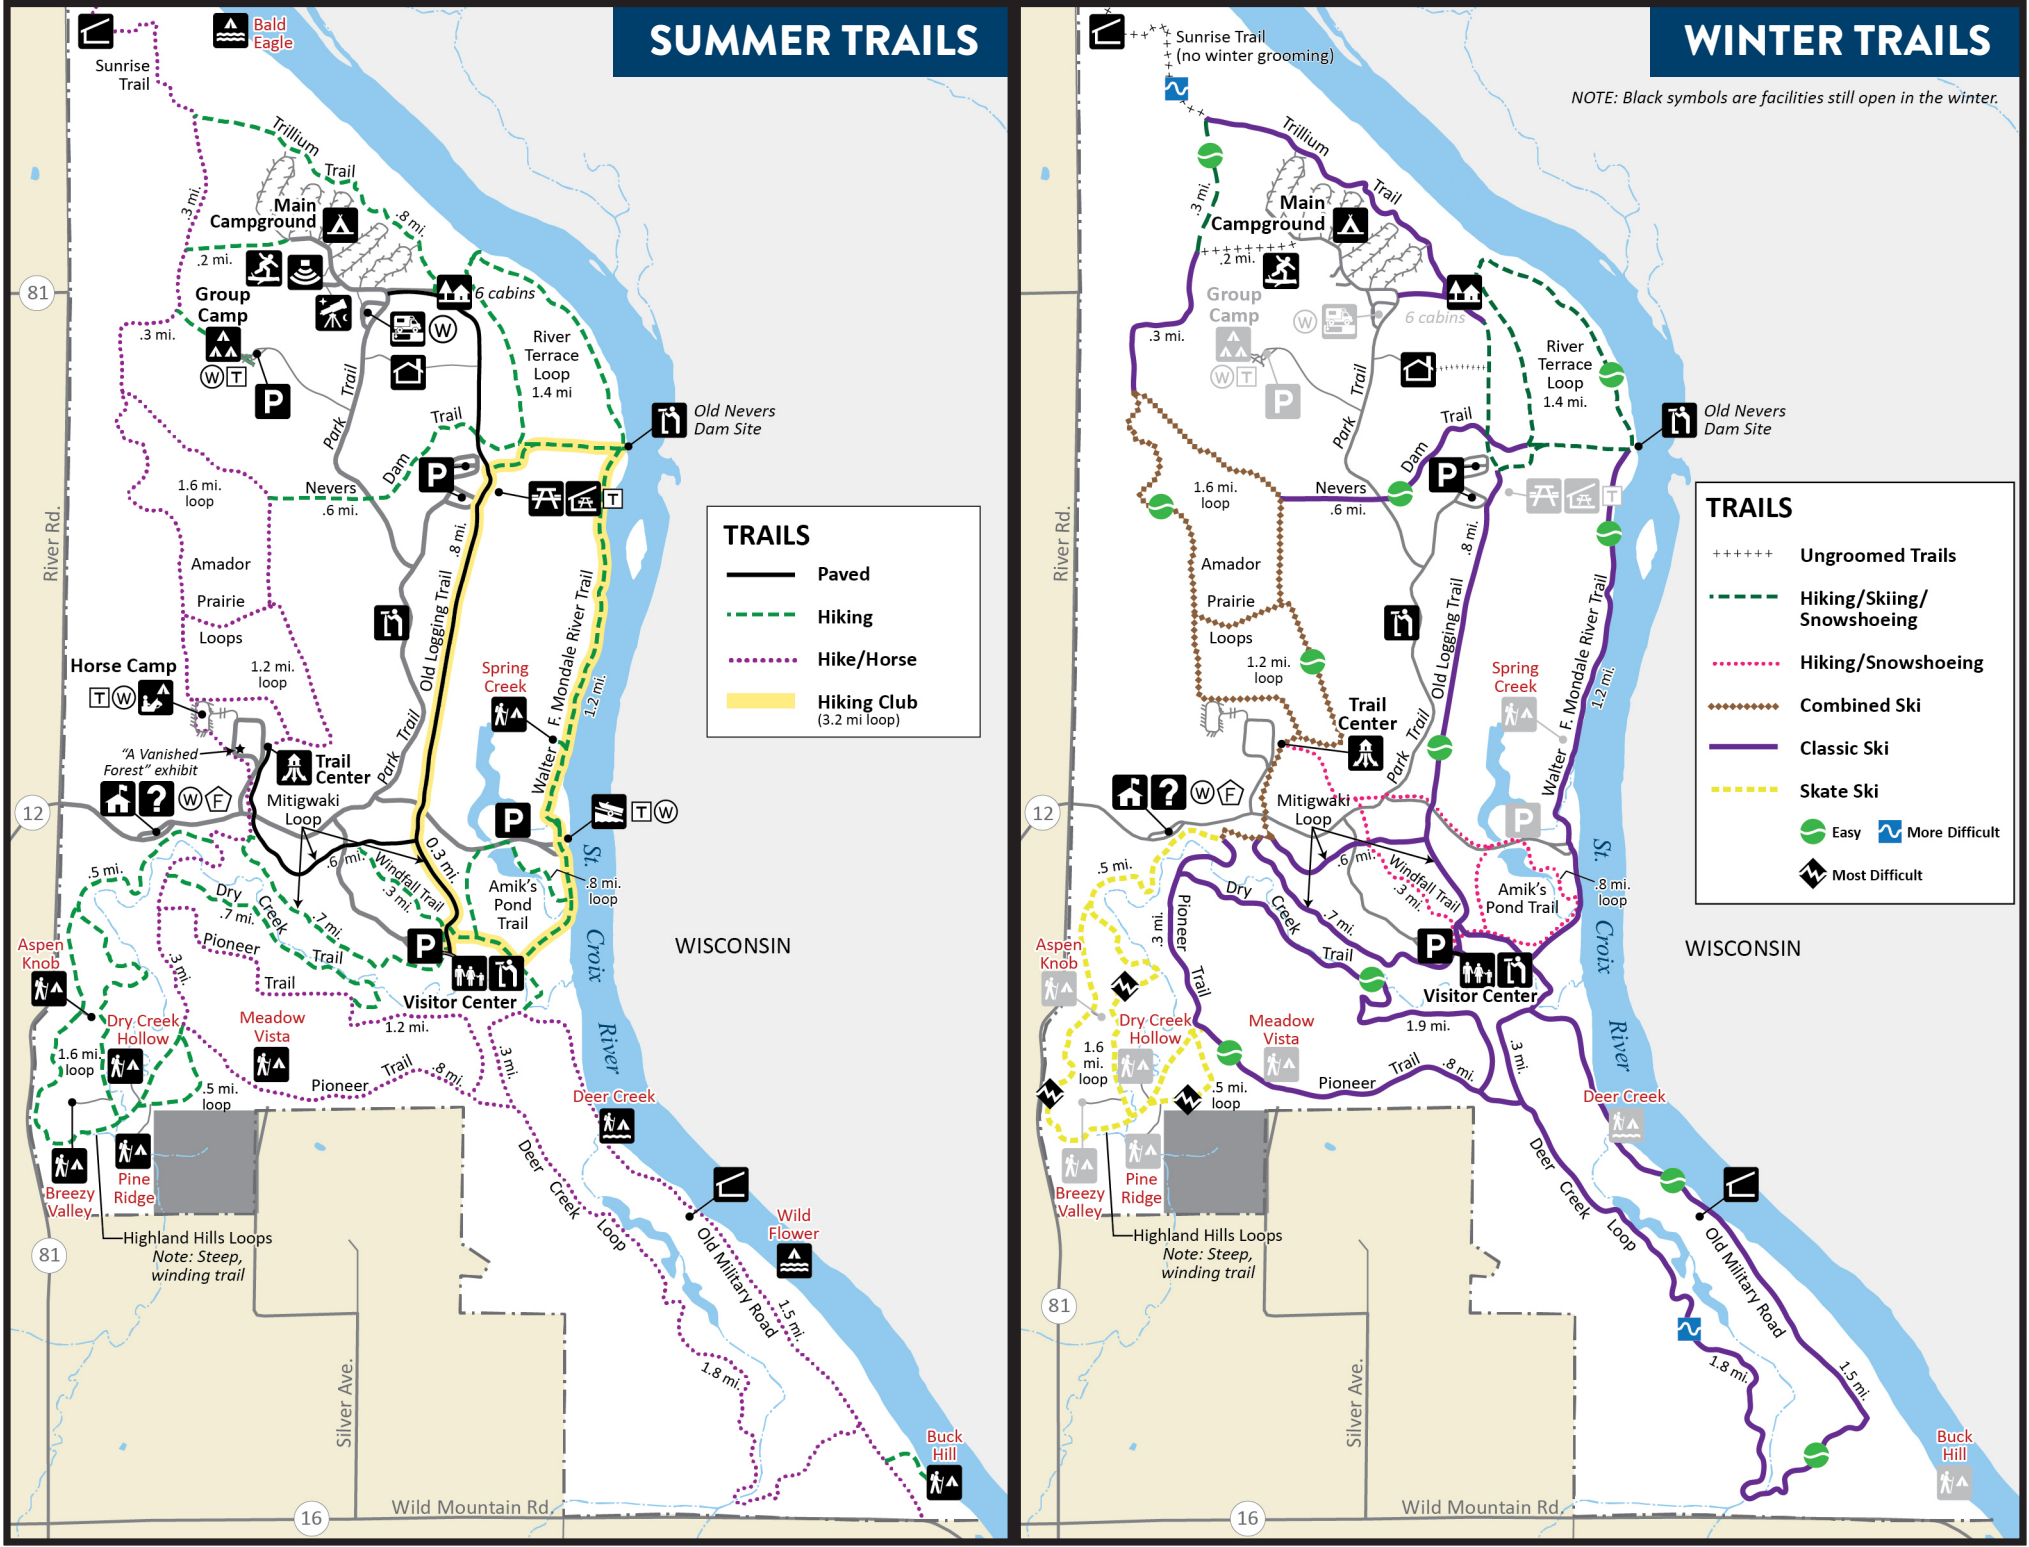 SUMMER TRAILS
Bald
Eagle
Sunrise
Trail
Trillium
Trail
.8 mi.
.3 mi.
Main
Campground
.2 mi.
81
Group
Camp
6 cabins
W
.3 mi.
River
Terrace
Loop
1.4 mi
W T
P
Park Trail
Trail
Old Nevers
Dam Site
Dam
P
Nevers
.6 mi.
T
1.6 mi.
loop
River Rd.
.8 mi.
Amador
Prairie
Loops
Old Logging Trail
Walter F. Mondale River Trail
1.2 mi.
TRAILS
Paved
Hiking
Hike/Horse
Hiking Club
(3.2 mi loop)
Horse Camp
T W
1.2 mi.
loop
Spring
Creek
Park Trail
"A Vanished
Forest" exhibit
Trail
Center
? W F
Mitigwaki
Loop
12
P
T W
.6 mi.
0.3 mi.
Windfall Trail
.3 mi.
St. Croix River
.5 mi.
Dry Creek Trail
.7 mi.
.7 mi.
Amik's
Pond
Trail
.8 mi.
loop
WISCONSIN
Aspen
Knob
Pioneer
Trail
.3 mi.
P
Visitor Center
Dry Creek
Hollow
Meadow
Vista
1.2 mi.
1.6 mi.
loop
.3 mi.
Pioneer Trail .8 mi.
.5 mi.
loop
Deer Creek
Breezy
Valley
Pine
Ridge
Deer Creek Loop
Wild
Flower
Highland Hills Loops
Note: Steep,
winding trail
81
Old Military Road
1.5 mi.
1.8 mi.
Silver Ave.
Buck
Hill
Wild Mountain Rd.
16
WINTER TRAILS
NOTE: Black symbols are facilities still open in the winter.
Sunrise Trail
(no winter grooming)
Trillium
Trail
.3 mi.
Main
Campground
.2 mi.
Group
Camp
W
6 cabins
.3 mi.
River
Terrace
Loop
1.4 mi.
W T
P
Park Trail
Trail
Old Nevers
Dam Site
Dam
P
Nevers
.6 mi.
T
1.6 mi.
loop
River Rd.
.8 mi.
Amador
Prairie
Loops
Old Logging Trail
Walter F. Mondale River Trail
1.2 mi.
TRAILS
Ungroomed Trails
Hiking/Skiing/
Snowshoeing
Hiking/Snowshoeing
Combined Ski
Classic Ski
Skate Ski
Easy
More Difficult
Most Difficult
1.2 mi.
loop
Spring
Creek
Trail
Center
Park Trail
? W F
Mitigwaki
Loop
12
P
.6 mi.
Windfall Trail
.3 mi.
St. Croix River
.5 mi.
Dry Creek Trail
.7 mi.
Amik's
Pond Trail
.8 mi.
loop
WISCONSIN
Aspen
Knob
Pioneer Trail
.3 mi.
P
Visitor Center
Dry Creek
Hollow
Meadow
Vista
1.9 mi.
1.6
mi.
loop
.3 mi.
Pioneer Trail .8 mi.
.5 mi.
loop
Deer Creek
Breezy
Valley
Pine
Ridge
Deer Creek Loop
Highland Hills Loops
Note: Steep,
winding trail
81
Old Military Road
1.5 mi.
1.8 mi.
Silver Ave.
Buck
Hill
Wild Mountain Rd.
16